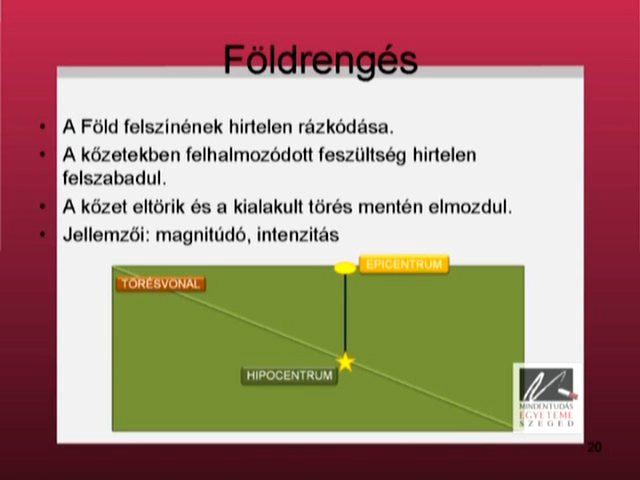 Földrengés
• A Föld felszínének hirtelen rázkódása.
• A kőzetekben felhalmozódott feszültség hirtelen
felszabadul.
• A kőzet eltörik és a kialakult törés mentén elmozdul.
• Jellemzői: magnitúdó, intenzitás
EPICENTRUM
TÖRÉSVONAL
HIPOCENTRUM
MINDENTUDÁS
EGYETEME
SZEGED
20